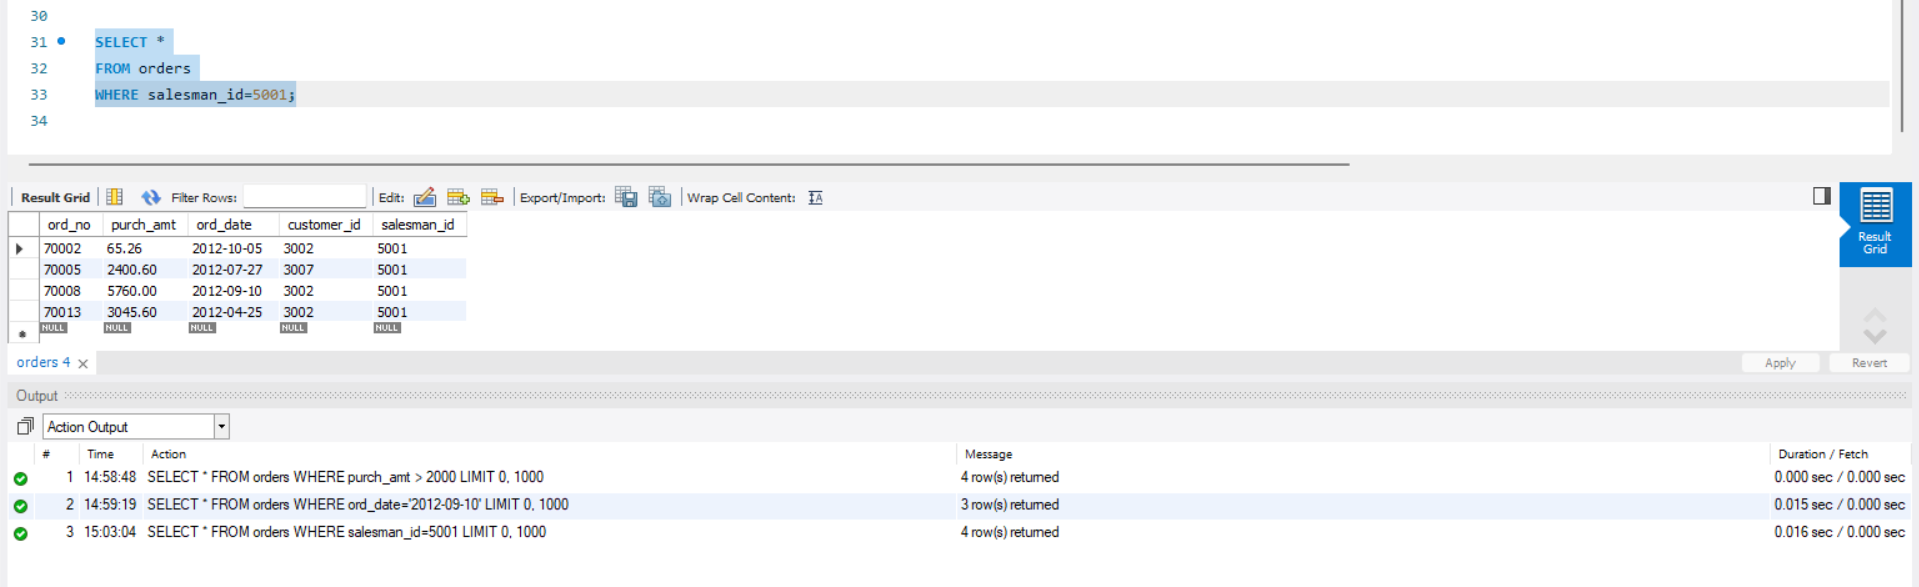 30
31 SELECT *
32 FROM orders
33 WHERE salesman_id=5001;
34
Result Grid Filter Rows: Edit: Export/Import: Wrap Cell Content:
Result Grid
ord_no purch_amt ord_date customer_id salesman_id
70002 65.26 2012-10-05 3002 5001
70005 2400.60 2012-07-27 3007 5001
70008 5760.00 2012-09-10 3002 5001
70013 3045.60 2012-04-25 3002 5001
NULL NULL NULL NULL NULL
orders 4
Apply Revert
Output
Action Output
# Time Action Message Duration / Fetch
1 14:58:48 SELECT * FROM orders WHERE purch_amt > 2000 LIMIT 0, 1000 4 row(s) returned 0.000 sec / 0.000 sec
2 14:59:19 SELECT * FROM orders WHERE ord_date='2012-09-10' LIMIT 0, 1000 3 row(s) returned 0.015 sec / 0.000 sec
3 15:03:04 SELECT * FROM orders WHERE salesman_id=5001 LIMIT 0, 1000 4 row(s) returned 0.016 sec / 0.000 sec